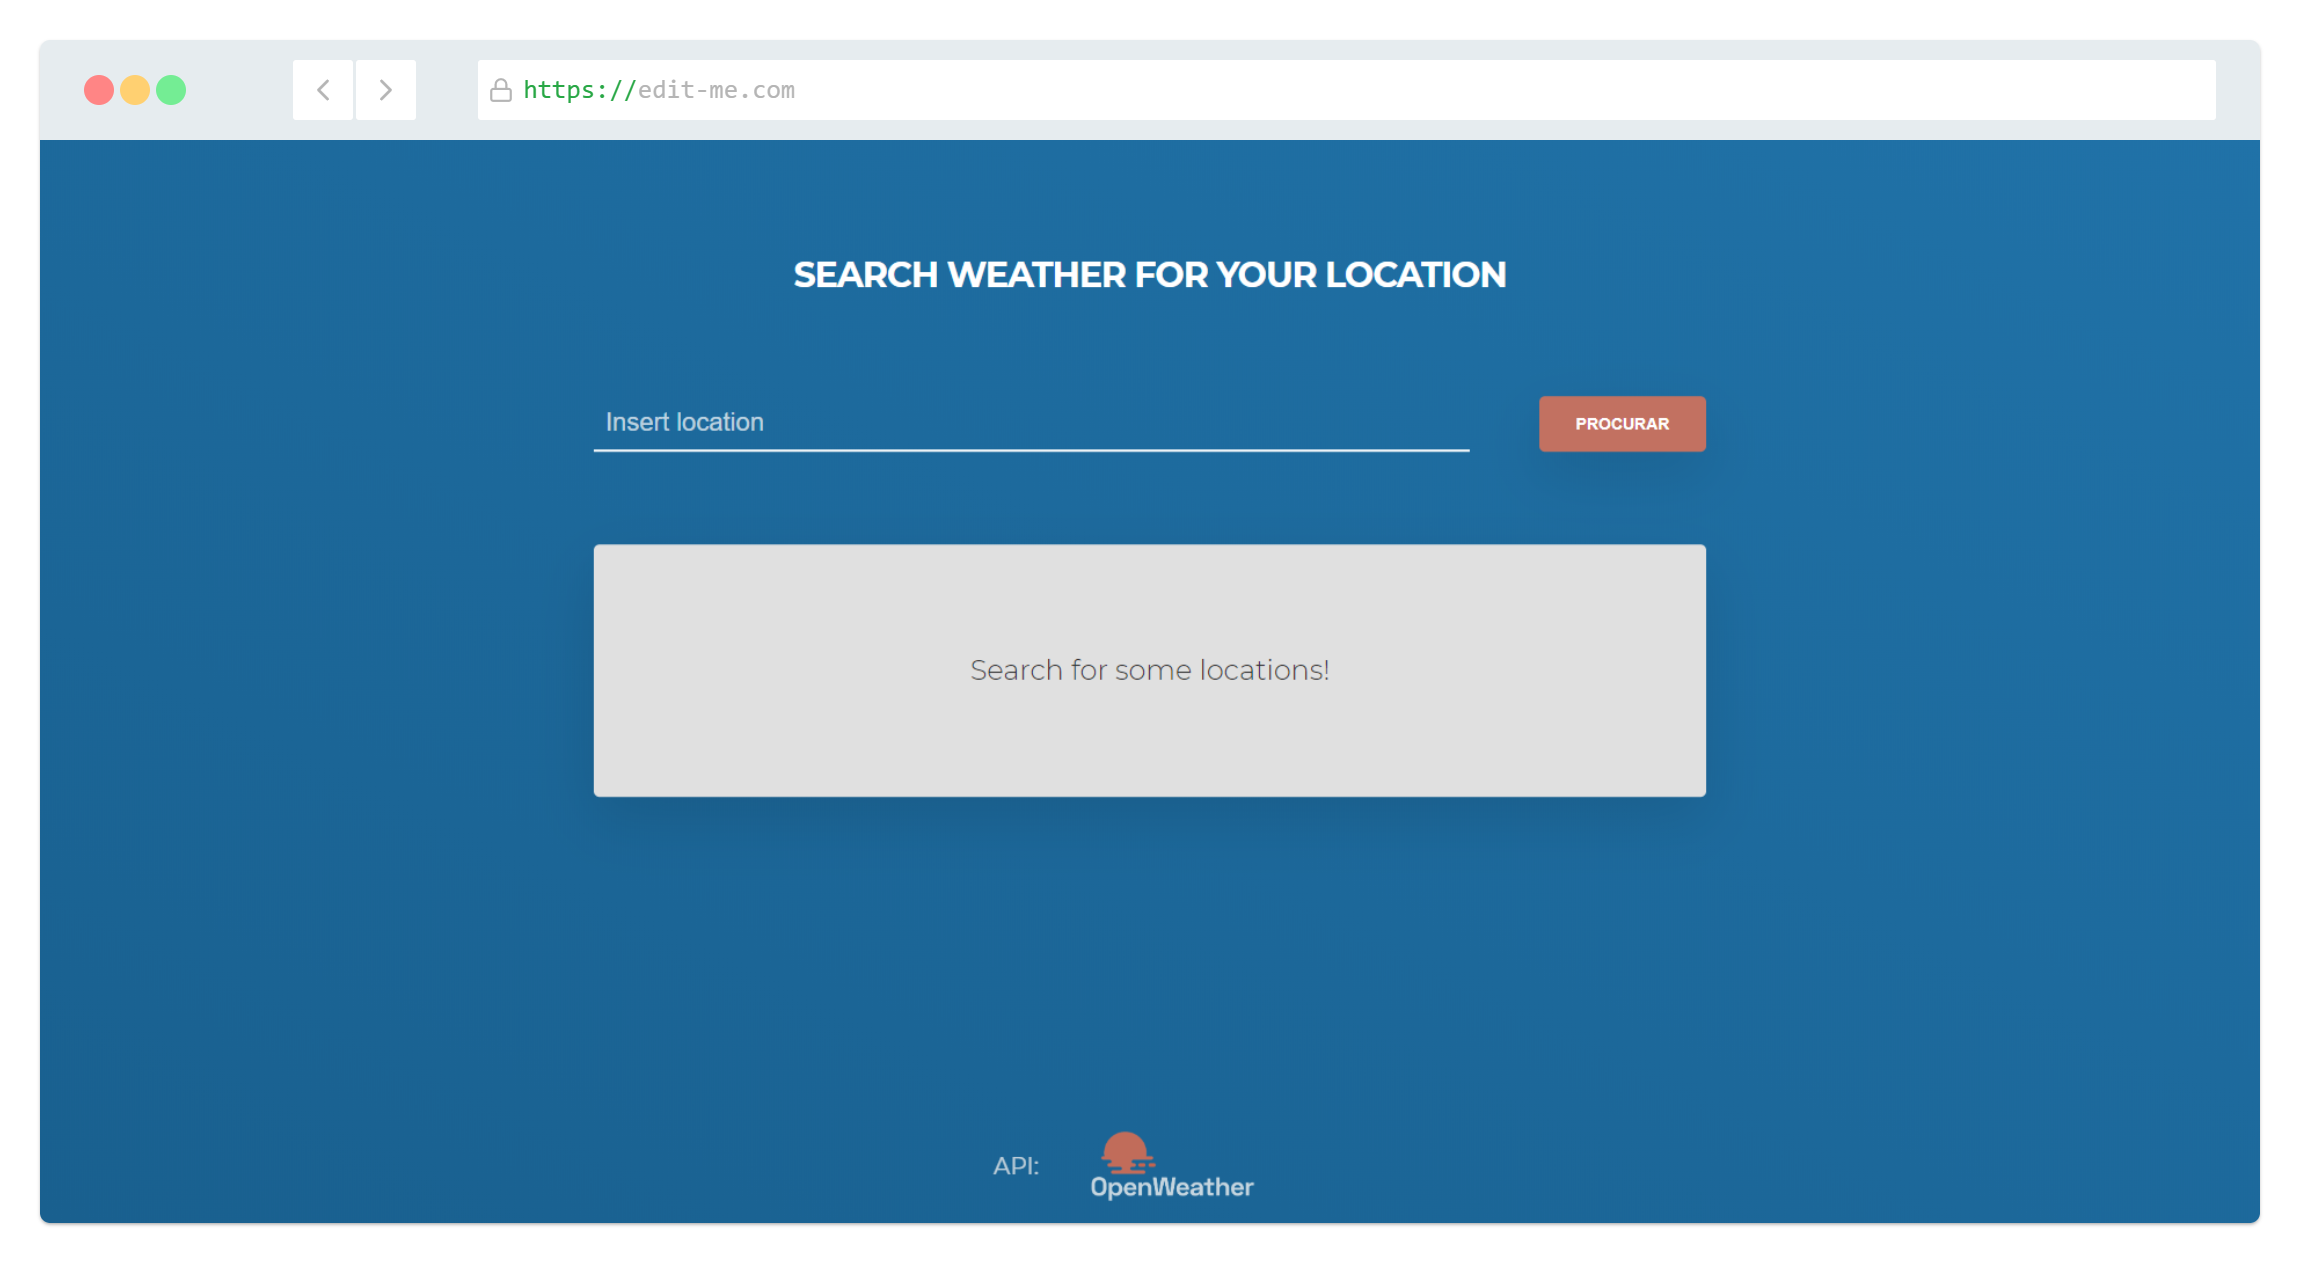 https://edit-me.com
SEARCH WEATHER FOR YOUR LOCATION
Insert location
PROCURAR
Search for some locations!
API:
OpenWeather